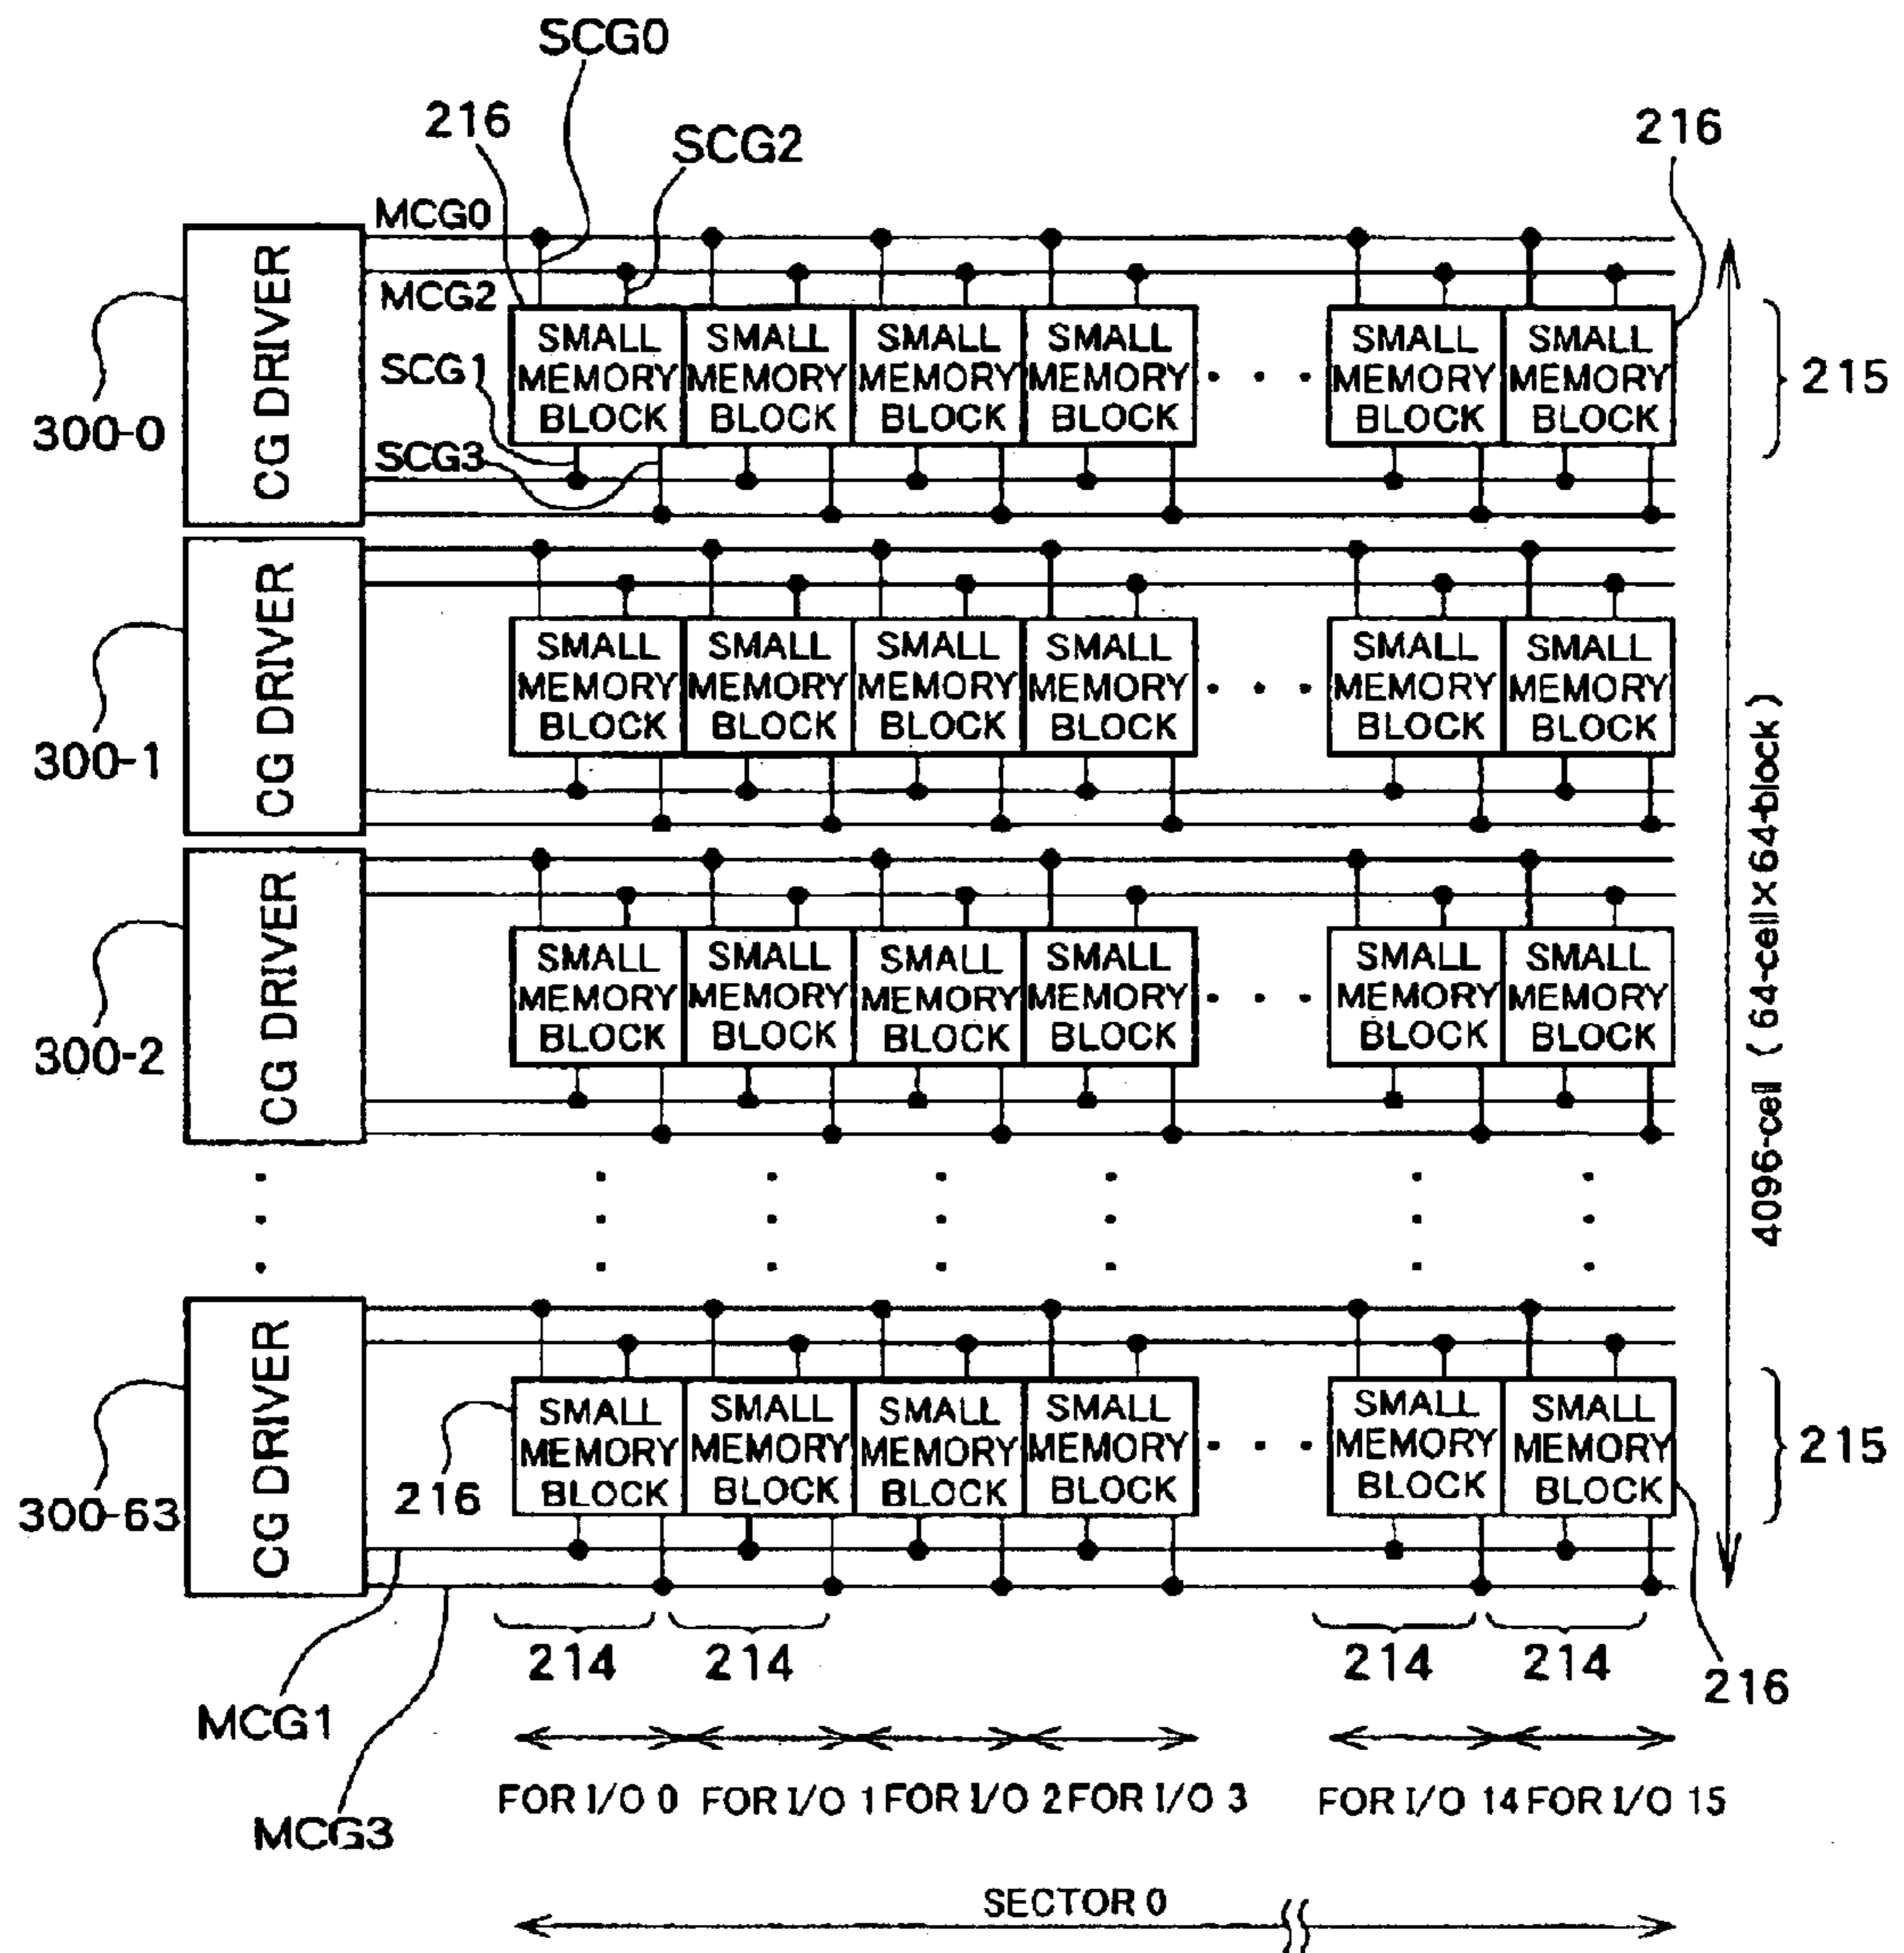 SCG0
216
SCG2
216
MCG0
MCG2
CG DRIVER
300-0
SCG1
SCG3
SMALL MEMORY BLOCK
SMALL MEMORY BLOCK
SMALL MEMORY BLOCK
SMALL MEMORY BLOCK
SMALL MEMORY BLOCK
SMALL MEMORY BLOCK
215
CG DRIVER
300-1
SMALL MEMORY BLOCK
SMALL MEMORY BLOCK
SMALL MEMORY BLOCK
SMALL MEMORY BLOCK
SMALL MEMORY BLOCK
SMALL MEMORY BLOCK
4096-cell (64-cell×64-block)
CG DRIVER
300-2
SMALL MEMORY BLOCK
SMALL MEMORY BLOCK
SMALL MEMORY BLOCK
SMALL MEMORY BLOCK
SMALL MEMORY BLOCK
SMALL MEMORY BLOCK
CG DRIVER
300-63
216
SMALL MEMORY BLOCK
SMALL MEMORY BLOCK
SMALL MEMORY BLOCK
SMALL MEMORY BLOCK
SMALL MEMORY BLOCK
SMALL MEMORY BLOCK
215
214
214
214
214
216
MCG1
MCG3
FOR I/O 0
FOR I/O 1
FOR I/O 2
FOR I/O 3
FOR I/O 14
FOR I/O 15
SECTOR 0